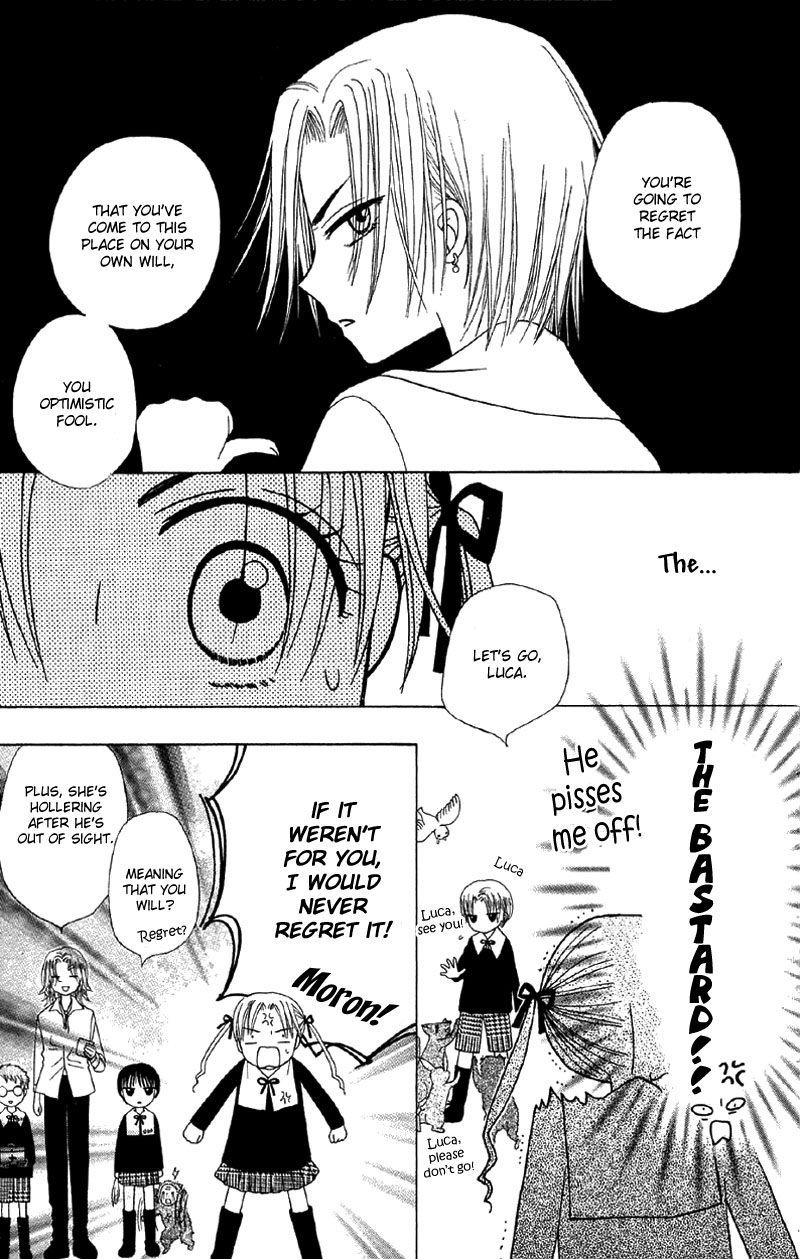 YOU'RE
GOING TO
REGRET
THE FACT
THAT YOU'VE
COME TO THIS
PLACE ON YOUR
OWN WILL,
YOU
OPTIMISTIC
FOOL.
The...
LET'S GO,
LUCA.
THE BASTARD!!
He
pisses
me off!
Luca
Luca,
see you!
Luca,
please
don't go!
IF IT
WEREN'T
FOR YOU,
I WOULD
NEVER
REGRET IT!
Moron!
PLUS, SHE'S
HOLLERING
AFTER HE'S
OUT OF SIGHT.
MEANING
THAT YOU
WILL?
Regret?